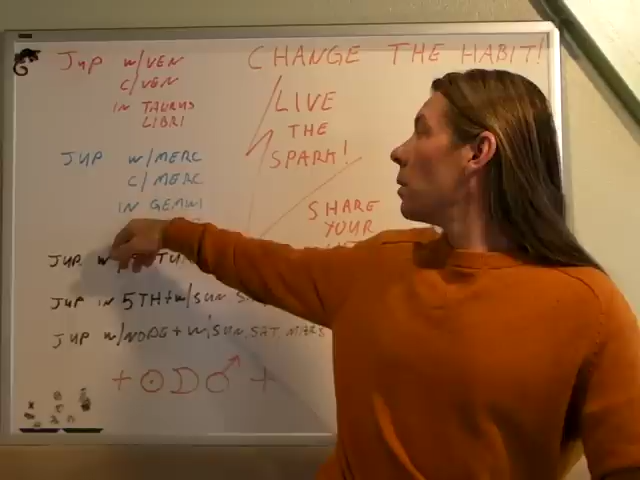 JUP w/VEN
c/VEN
IN TAURUS
LIBRI
CHANGE THE HABIT!
LIVE
THE
SPARK!
JUP w/MERC
c/MERC
IN GEMINI
SHARE
YOUR
JUP w/
JUP IN 5TH + w/SUN
JUP w/NODE + w/SUN, SAT, MARS